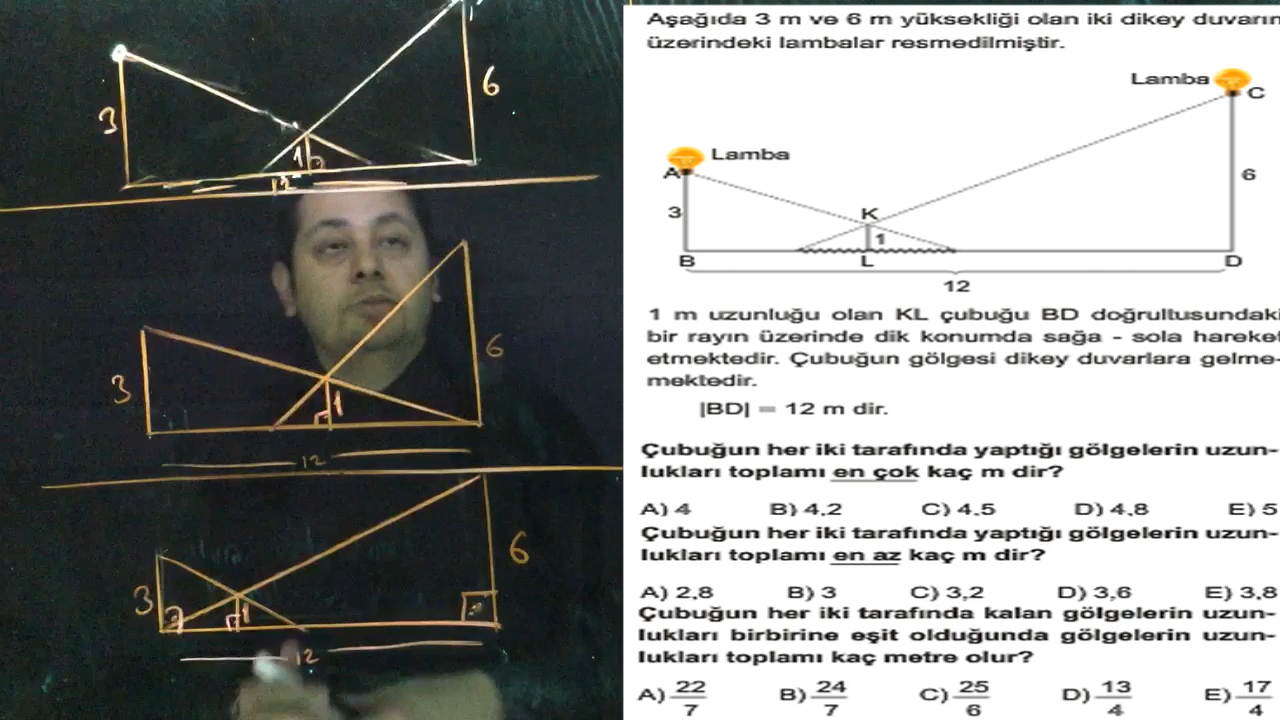 3
6
1
12
3
6
1
12
3
6
1
12
Aşağıda 3 m ve 6 m yüksekliği olan iki dikey duvarın
üzerindeki lambalar resmedilmiştir.
Lamba
C
Lamba
A
6
3
K
1
B
L
D
12
1 m uzunluğu olan KL çubuğu BD doğrultusundaki
bir rayın üzerinde dik konumda sağa - sola hareket
etmektedir. Çubuğun gölgesi dikey duvarlara gelme-
mektedir.
|BD| = 12 m dir.
Çubuğun her iki tarafında yaptığı gölgelerin uzun-
lukları toplamı en çok kaç m dir?
A) 4 B) 4,2 C) 4,5 D) 4,8 E) 5
Çubuğun her iki tarafında yaptığı gölgelerin uzun-
lukları toplamı en az kaç m dir?
A) 2,8 B) 3 C) 3,2 D) 3,6 E) 3,8
Çubuğun her iki tarafında kalan gölgelerin uzun-
lukları birbirine eşit olduğunda gölgelerin uzun-
lukları toplamı kaç metre olur?
A) 22/7 B) 24/7 C) 25/6 D) 13/4 E) 17/4